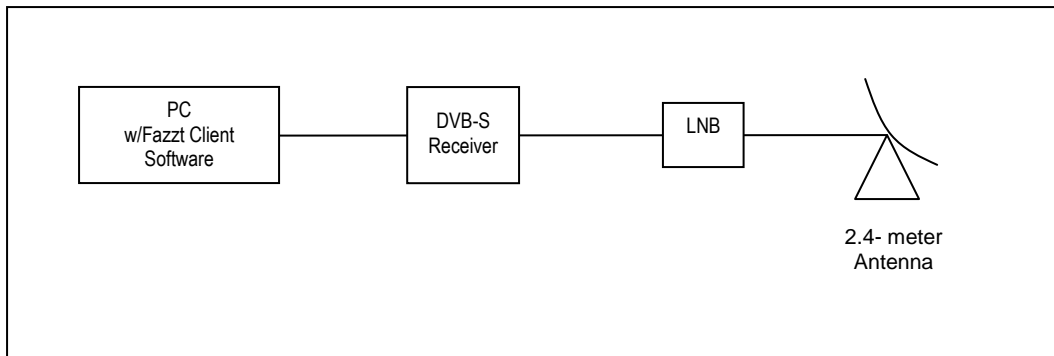 PC
w/Fazzt Client
Software
DVB-S
Receiver
LNB
2.4- meter
Antenna